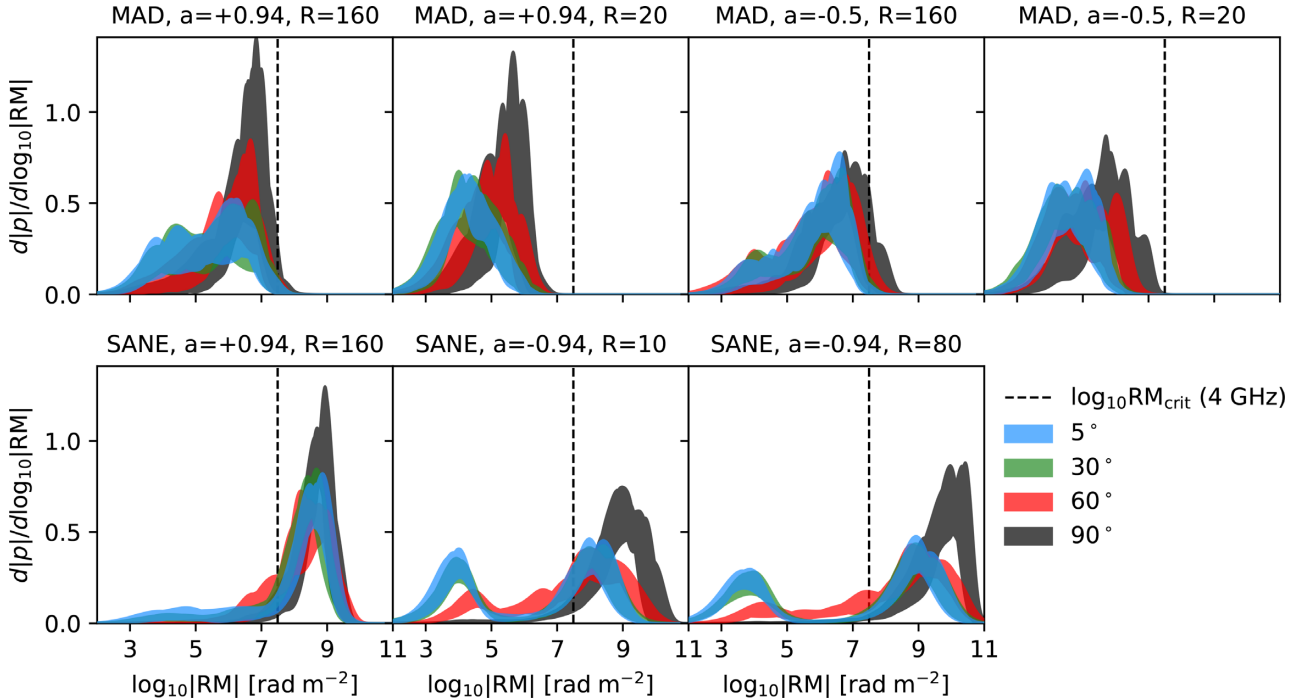 MAD, a=+0.94, R=160 MAD, a=+0.94, R=20 MAD, a=-0.5, R=160 MAD, a=-0.5, R=20
d|p|/dlog₁₀|RM|
1.0
0.5
0.0
SANE, a=+0.94, R=160 SANE, a=-0.94, R=10 SANE, a=-0.94, R=80
d|p|/dlog₁₀|RM|
1.0
0.5
0.0
3 5 7 9 11 3 5 7 9 11 3 5 7 9 11
log₁₀|RM| [rad m⁻²] log₁₀|RM| [rad m⁻²] log₁₀|RM| [rad m⁻²]
log₁₀RM_crit (4 GHz)
5°
30°
60°
90°